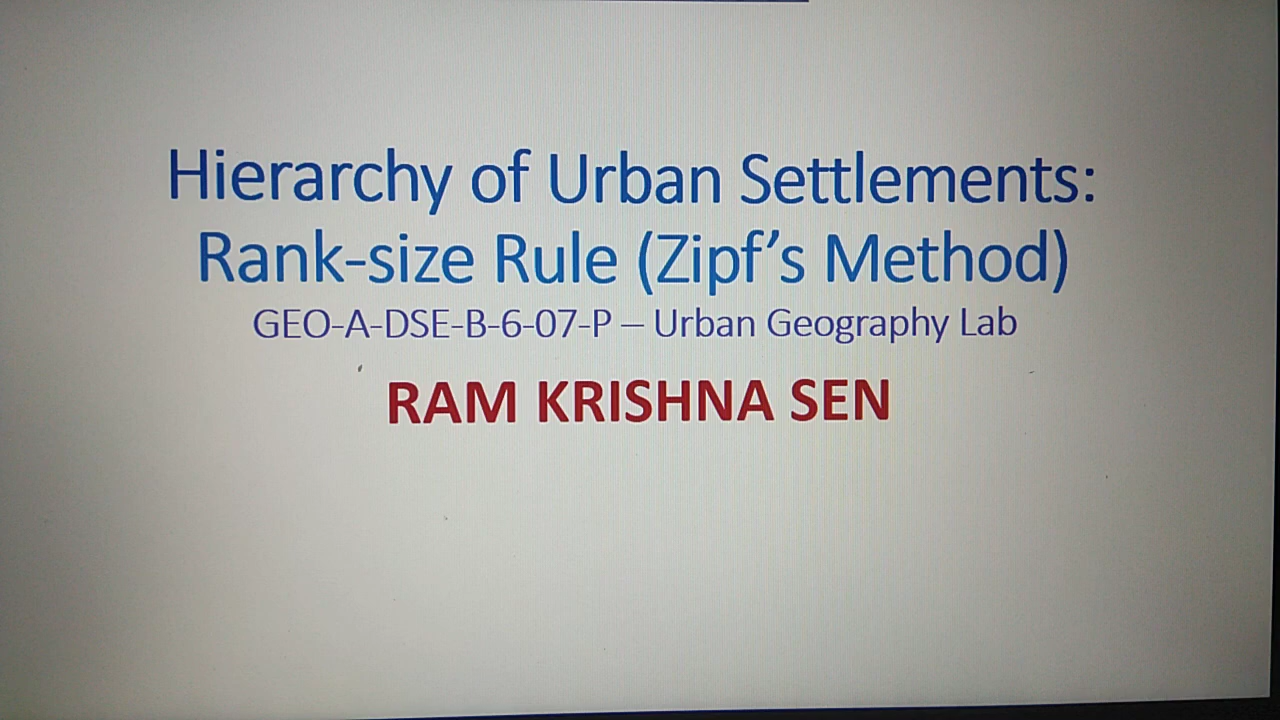 Hierarchy of Urban Settlements:
Rank-size Rule (Zipf’s Method)
GEO-A-DSE-B-6-07-P – Urban Geography Lab
RAM KRISHNA SEN